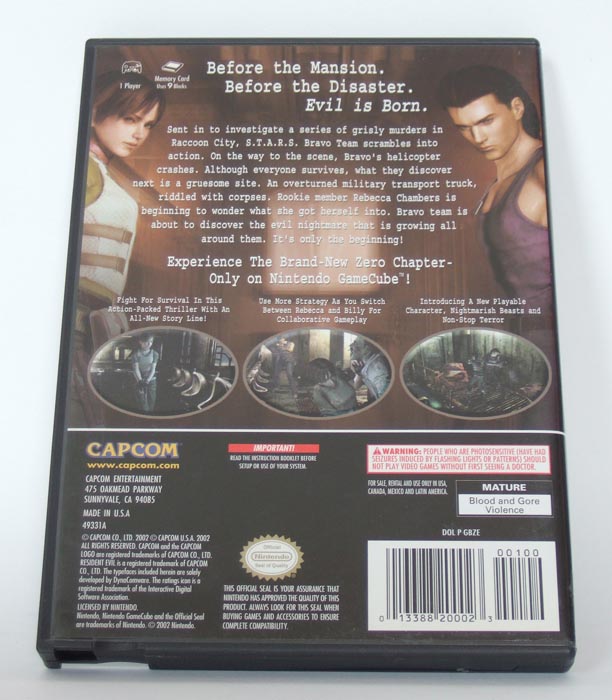 1 Player
Memory Card
Uses 9 Blocks
Before the Mansion.
Before the Disaster.
Evil is Born.
Sent in to investigate a series of grisly murders in
Raccoon City, S.T.A.R.S. Bravo Team scrambles into
action. On the way to the scene, Bravo's helicopter
crashes. Although everyone survives, what they discover
next is a gruesome site. An overturned military transport truck,
riddled with corpses. Rookie member Rebecca Chambers is
beginning to wonder what she got herself into. Bravo team is
about to discover the evil nightmare that is growing all
around them. It's only the beginning!
Experience The Brand-New Zero Chapter-
Only on Nintendo GameCube™!
Fight For Survival In This
Action-Packed Thriller With An
All-New Story Line!
Use More Strategy As You Switch
Between Rebecca and Billy For
Collaborative Gameplay
Introducing A New Playable
Character, Nightmarish Beasts and
Non-Stop Terror
CAPCOM
www.capcom.com
CAPCOM ENTERTAINMENT
475 OAKMEAD PARKWAY
SUNNYVALE, CA 94085
MADE IN U.S.A
49331A
© CAPCOM CO., LTD. 2002 © CAPCOM U.S.A. 2002
ALL RIGHTS RESERVED. CAPCOM and the CAPCOM
LOGO are registered trademarks of CAPCOM CO., LTD.
RESIDENT EVIL is a registered trademark of CAPCOM
CO., LTD. The typefaces included herein are solely
developed by DynaComware. The ratings icon is a
registered trademark of the Interactive Digital
Software Association.
LICENSED BY NINTENDO.
Nintendo, Nintendo GameCube and the Official Seal
are trademarks of Nintendo. © 2002 Nintendo.
IMPORTANT!
READ THE INSTRUCTION BOOKLET BEFORE
SETUP OR USE OF YOUR SYSTEM.
Official
Nintendo
Seal of Quality
THIS OFFICIAL SEAL IS YOUR ASSURANCE THAT
NINTENDO HAS APPROVED THE QUALITY OF THIS
PRODUCT. ALWAYS LOOK FOR THIS SEAL WHEN
BUYING GAMES AND ACCESSORIES TO ENSURE
COMPLETE COMPATIBILITY.
WARNING: PEOPLE WHO ARE PHOTOSENSITIVE (HAVE HAD
SEIZURES INDUCED BY FLASHING LIGHTS OR PATTERNS) SHOULD
NOT PLAY VIDEO GAMES WITHOUT FIRST SEEING A DOCTOR.
FOR SALE, RENTAL AND USE ONLY IN USA,
CANADA, MEXICO AND LATIN AMERICA.
MATURE
Blood and Gore
Violence
DOL P GBZE
00100
0 13388 20002 3